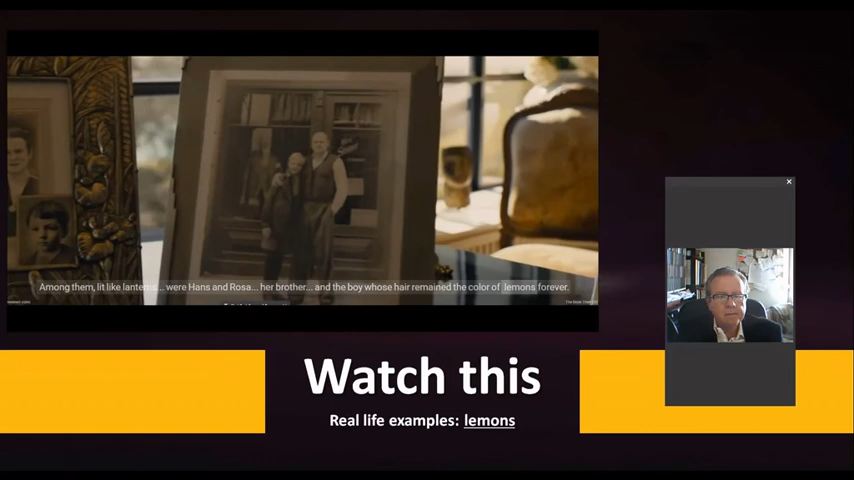 Among them, lit like lanterns... were Hans and Rosa... her brother... and the boy whose hair remained the color of lemons forever.
Watch this
Real life examples: lemons